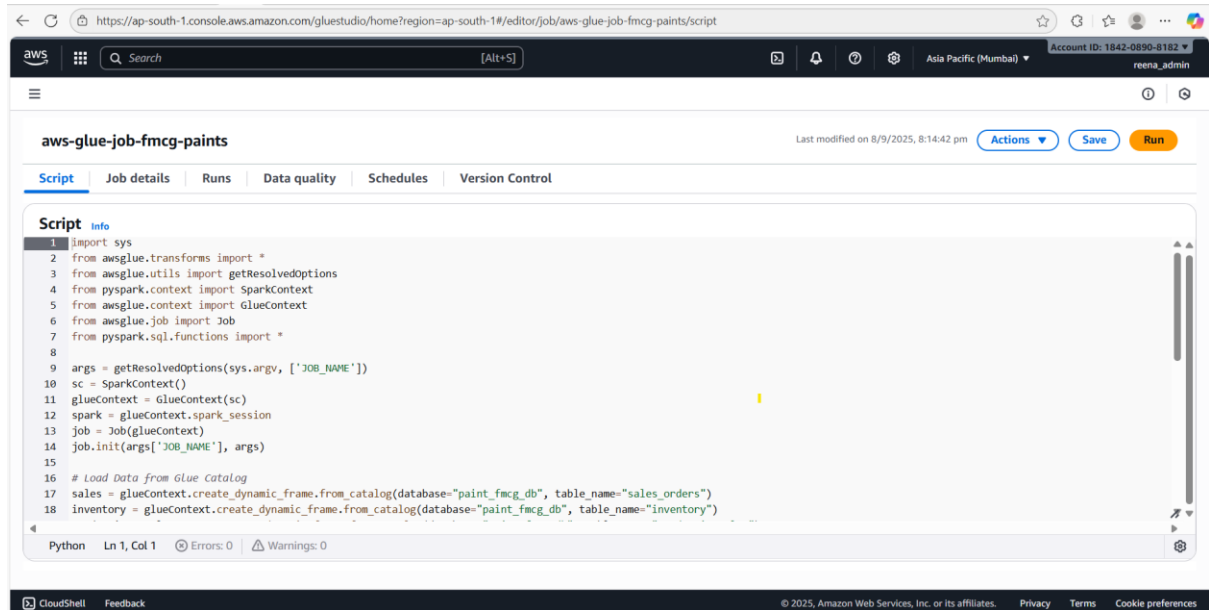 https://ap-south-1.console.aws.amazon.com/gluestudio/home?region=ap-south-1#/editor/job/aws-glue-job-fmcg-paints/script
aws Search [Alt+S] Asia Pacific (Mumbai) ▼ Account ID: 1842-0890-8182 ▼
reena_admin
aws-glue-job-fmcg-paints Last modified on 8/9/2025, 8:14:42 pm Actions ▼ Save Run
Script Job details Runs Data quality Schedules Version Control
Script Info
1 import sys
2 from awsglue.transforms import *
3 from awsglue.utils import getResolvedOptions
4 from pyspark.context import SparkContext
5 from awsglue.context import GlueContext
6 from awsglue.job import Job
7 from pyspark.sql.functions import *
8
9 args = getResolvedOptions(sys.argv, ['JOB_NAME'])
10 sc = SparkContext()
11 glueContext = GlueContext(sc)
12 spark = glueContext.spark_session
13 job = Job(glueContext)
14 job.init(args['JOB_NAME'], args)
15
16 # Load Data from Glue Catalog
17 sales = glueContext.create_dynamic_frame.from_catalog(database="paint_fmcg_db", table_name="sales_orders")
18 inventory = glueContext.create_dynamic_frame.from_catalog(database="paint_fmcg_db", table_name="inventory")
Python Ln 1, Col 1 Errors: 0 Warnings: 0
CloudShell Feedback © 2025, Amazon Web Services, Inc. or its affiliates. Privacy Terms Cookie preferences